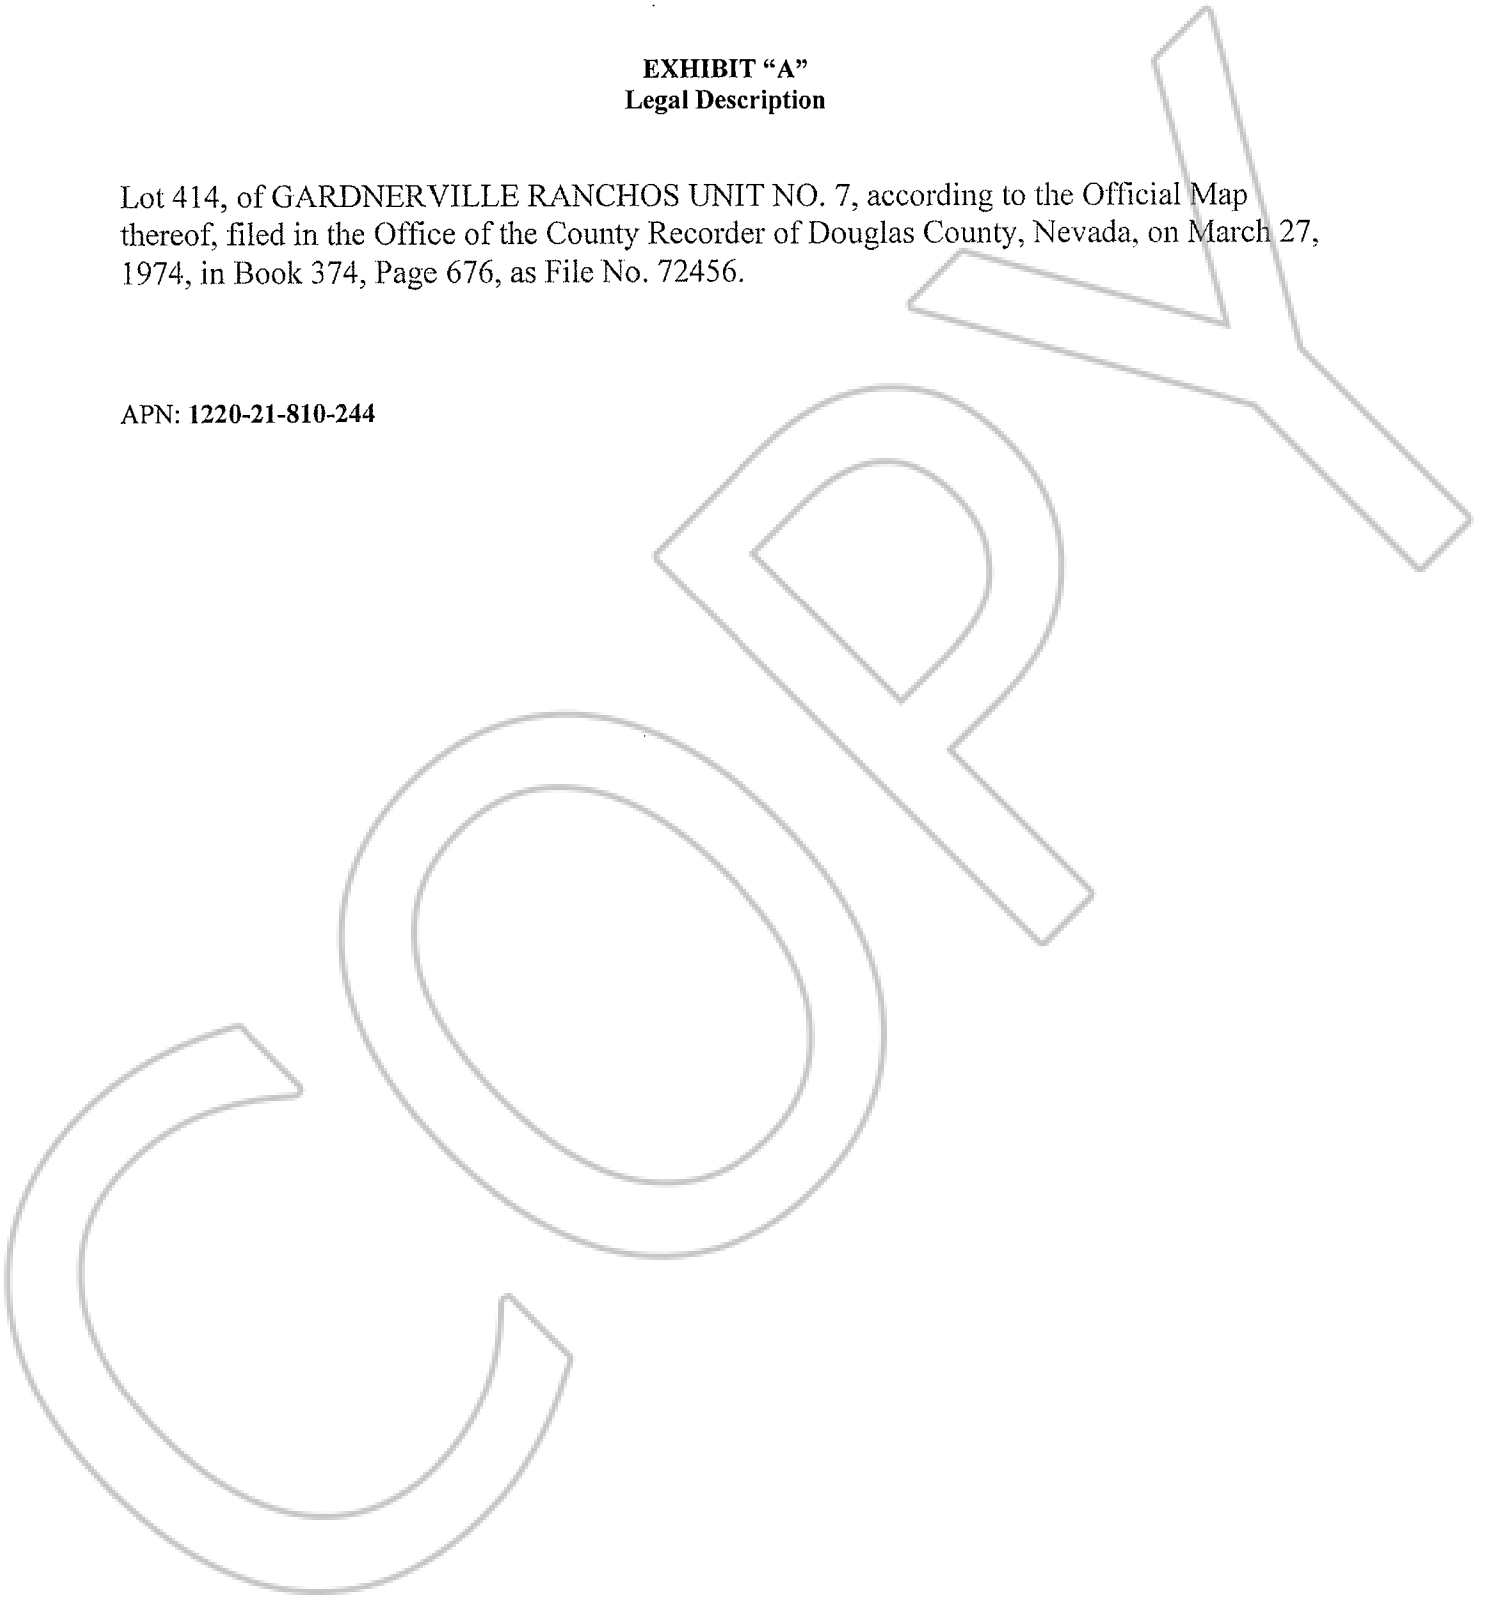 EXHIBIT “A”
Legal Description
Lot 414, of GARDNERVILLE RANCHOS UNIT NO. 7, according to the Official Map
thereof, filed in the Office of the County Recorder of Douglas County, Nevada, on March 27,
1974, in Book 374, Page 676, as File No. 72456.
APN: 1220-21-810-244
COPY